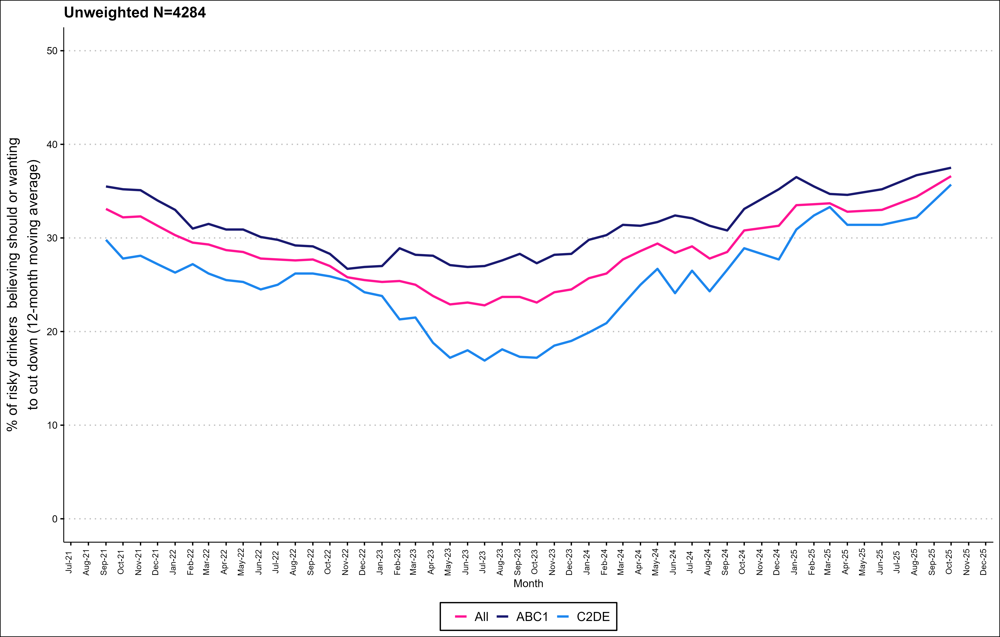 Unweighted N=4284
% of risky drinkers  believing should or wanting
to cut down (12-month moving average)
50
40
30
20
10
0
Jul-21
Aug-21
Sep-21
Oct-21
Nov-21
Dec-21
Jan-22
Feb-22
Mar-22
Apr-22
May-22
Jun-22
Jul-22
Aug-22
Sep-22
Oct-22
Nov-22
Dec-22
Jan-23
Feb-23
Mar-23
Apr-23
May-23
Jun-23
Jul-23
Aug-23
Sep-23
Oct-23
Nov-23
Dec-23
Jan-24
Feb-24
Mar-24
Apr-24
May-24
Jun-24
Jul-24
Aug-24
Sep-24
Oct-24
Nov-24
Dec-24
Jan-25
Feb-25
Mar-25
Apr-25
May-25
Jun-25
Jul-25
Aug-25
Sep-25
Oct-25
Nov-25
Dec-25
Month
All ABC1 C2DE